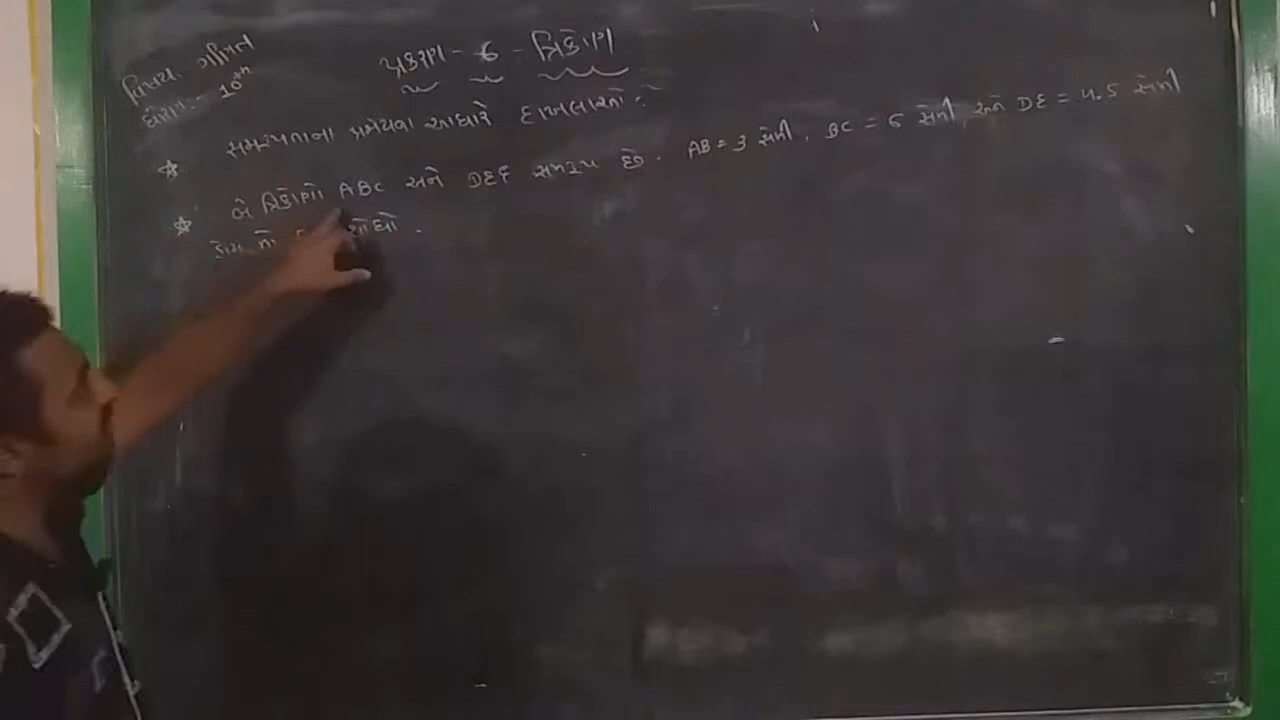 વિષય:- ગણિત
ધોરણ:- 10th
પ્રકરણ - 6 - ત્રિકોણ
સમરૂપતાના પ્રમેયના આધારે દાખલાઓ:-
બે ત્રિકોણો ABC અને DEF સમરૂપ છે. AB = 3 સેમી, BC = 5 સેમી, અને DE = 4.5 સેમી
હોય તો શોધો.